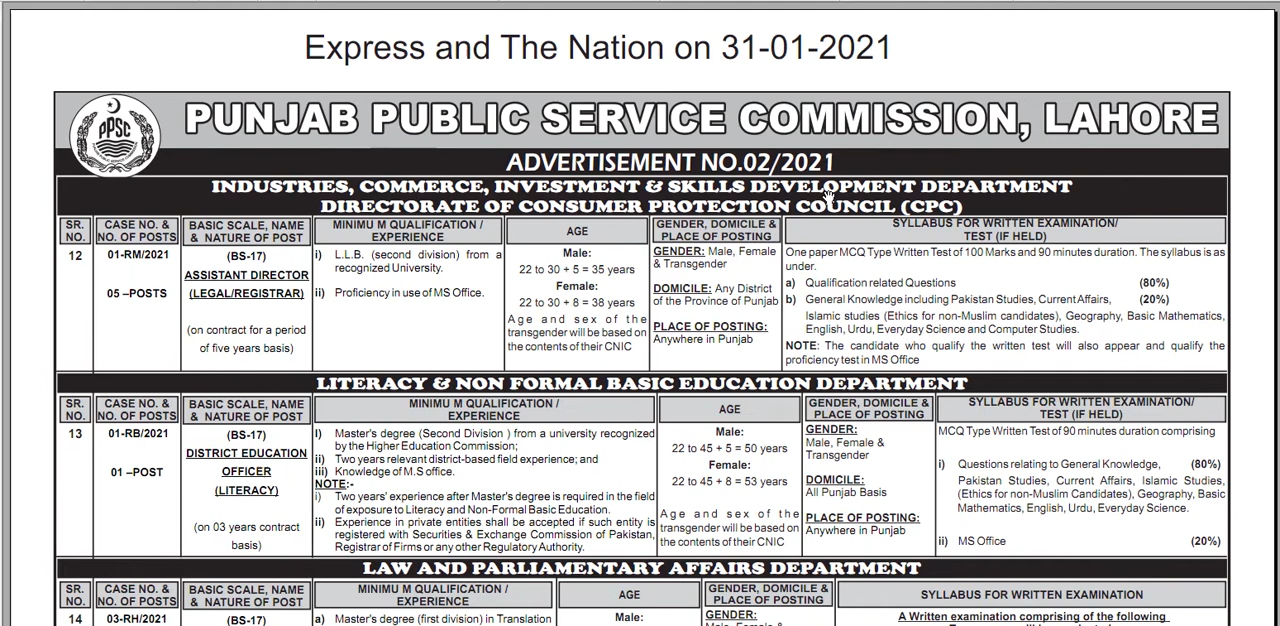 Express and The Nation on 31-01-2021
PPSC
PUNJAB PUBLIC SERVICE COMMISSION, LAHORE
ADVERTISEMENT NO.02/2021
INDUSTRIES, COMMERCE, INVESTMENT & SKILLS DEVELOPMENT DEPARTMENT
DIRECTORATE OF CONSUMER PROTECTION COUNCIL (CPC)
SR. NO.
CASE NO. & NO. OF POSTS
BASIC SCALE, NAME & NATURE OF POST
MINIMU M QUALIFICATION / EXPERIENCE
AGE
GENDER, DOMICILE & PLACE OF POSTING
SYLLABUS FOR WRITTEN EXAMINATION/ TEST (IF HELD)
12
01-RM/2021
05 –POSTS
(BS-17)
ASSISTANT DIRECTOR
(LEGAL/REGISTRAR)
(on contract for a period
of five years basis)
i) L.L.B. (second division) from a
recognized University.
ii) Proficiency in use of MS Office.
Male:
22 to 30 + 5 = 35 years
Female:
22 to 30 + 8 = 38 years
Age and sex of the
transgender will be based on
the contents of their CNIC
GENDER: Male, Female
& Transgender
DOMICILE: Any District
of the Province of Punjab
PLACE OF POSTING:
Anywhere in Punjab
One paper MCQ Type Written Test of 100 Marks and 90 minutes duration. The syllabus is as
under.
a) Qualification related Questions (80%)
b) General Knowledge including Pakistan Studies, Current Affairs, (20%)
Islamic studies (Ethics for non-Muslim candidates), Geography, Basic Mathematics,
English, Urdu, Everyday Science and Computer Studies.
NOTE: The candidate who qualify the written test will also appear and qualify the
proficiency test in MS Office
LITERACY & NON FORMAL BASIC EDUCATION DEPARTMENT
SR. NO.
CASE NO. & NO. OF POSTS
BASIC SCALE, NAME & NATURE OF POST
MINIMU M QUALIFICATION / EXPERIENCE
AGE
GENDER, DOMICILE & PLACE OF POSTING
SYLLABUS FOR WRITTEN EXAMINATION/ TEST (IF HELD)
13
01-RB/2021
01 –POST
(BS-17)
DISTRICT EDUCATION
OFFICER
(LITERACY)
(on 03 years contract
basis)
I) Master's degree (Second Division ) from a university recognized
by the Higher Education Commission;
ii) Two years relevant district-based field experience; and
iii) Knowledge of M.S office.
NOTE:-
i) Two years' experience after Master's degree is required in the field
of exposure to Literacy and Non-Formal Basic Education.
ii) Experience in private entities shall be accepted if such entity is
registered with Securities & Exchange Commission of Pakistan,
Registrar of Firms or any other Regulatory Authority.
Male:
22 to 45 + 5 = 50 years
Female:
22 to 45 + 8 = 53 years
Age and sex of the
transgender will be based on
the contents of their CNIC
GENDER:
Male, Female &
Transgender
DOMICILE:
All Punjab Basis
PLACE OF POSTING:
Anywhere in Punjab
MCQ Type Written Test of 90 minutes duration comprising
i) Questions relating to General Knowledge, (80%)
Pakistan Studies, Current Affairs, Islamic Studies,
(Ethics for non-Muslim Candidates), Geography, Basic
Mathematics, English, Urdu, Everyday Science.
ii) MS Office (20%)
LAW AND PARLIAMENTARY AFFAIRS DEPARTMENT
SR. NO.
CASE NO. & NO. OF POSTS
BASIC SCALE, NAME & NATURE OF POST
MINIMU M QUALIFICATION / EXPERIENCE
AGE
GENDER, DOMICILE & PLACE OF POSTING
SYLLABUS FOR WRITTEN EXAMINATION
14
03-RH/2021
(BS-17)
a) Master's degree (first division) in Translation
Male:
GENDER:
A Written examination comprising of the following